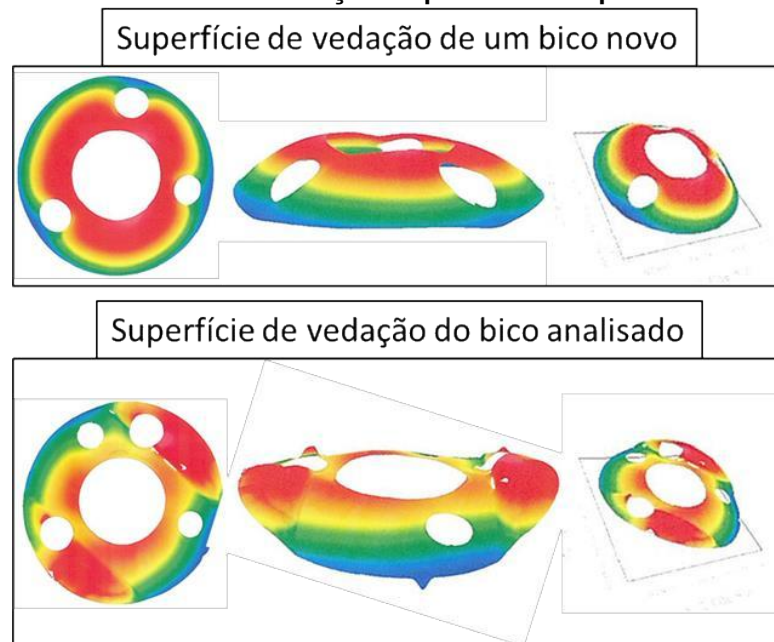 Superfície de vedação de um bico novo
Superfície de vedação do bico analisado